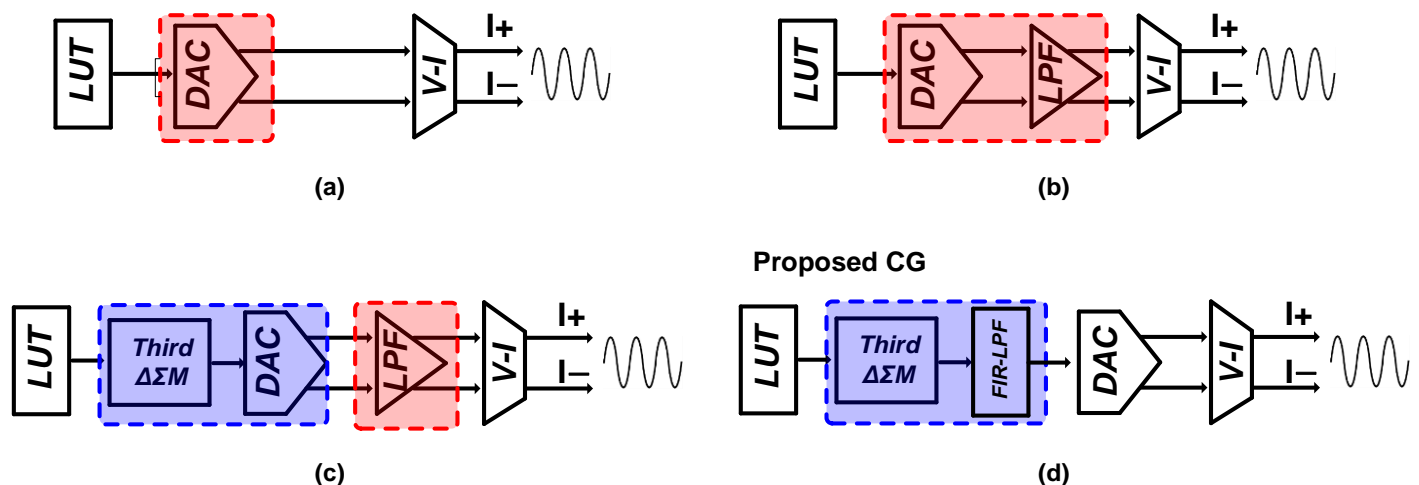 LUT
DAC
V-I
I+
I−
(a)
LUT
DAC
LPF
V-I
I+
I−
(b)
LUT
Third
ΔΣM
DAC
LPF
V-I
I+
I−
(c)
Proposed CG
LUT
Third
ΔΣM
FIR-LPF
DAC
V-I
I+
I−
(d)